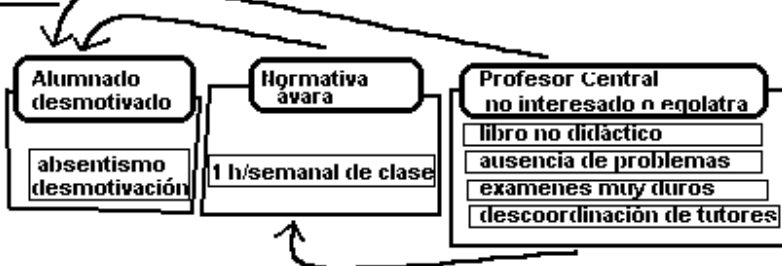 Alumnado
desmotivado
absentismo
desmotivación
Normativa
avara
1 h/semanal de clase
Profesor Central
no interesado o egolatra
libro no didáctico
ausencia de problemas
examenes muy duros
descoordinación de tutores